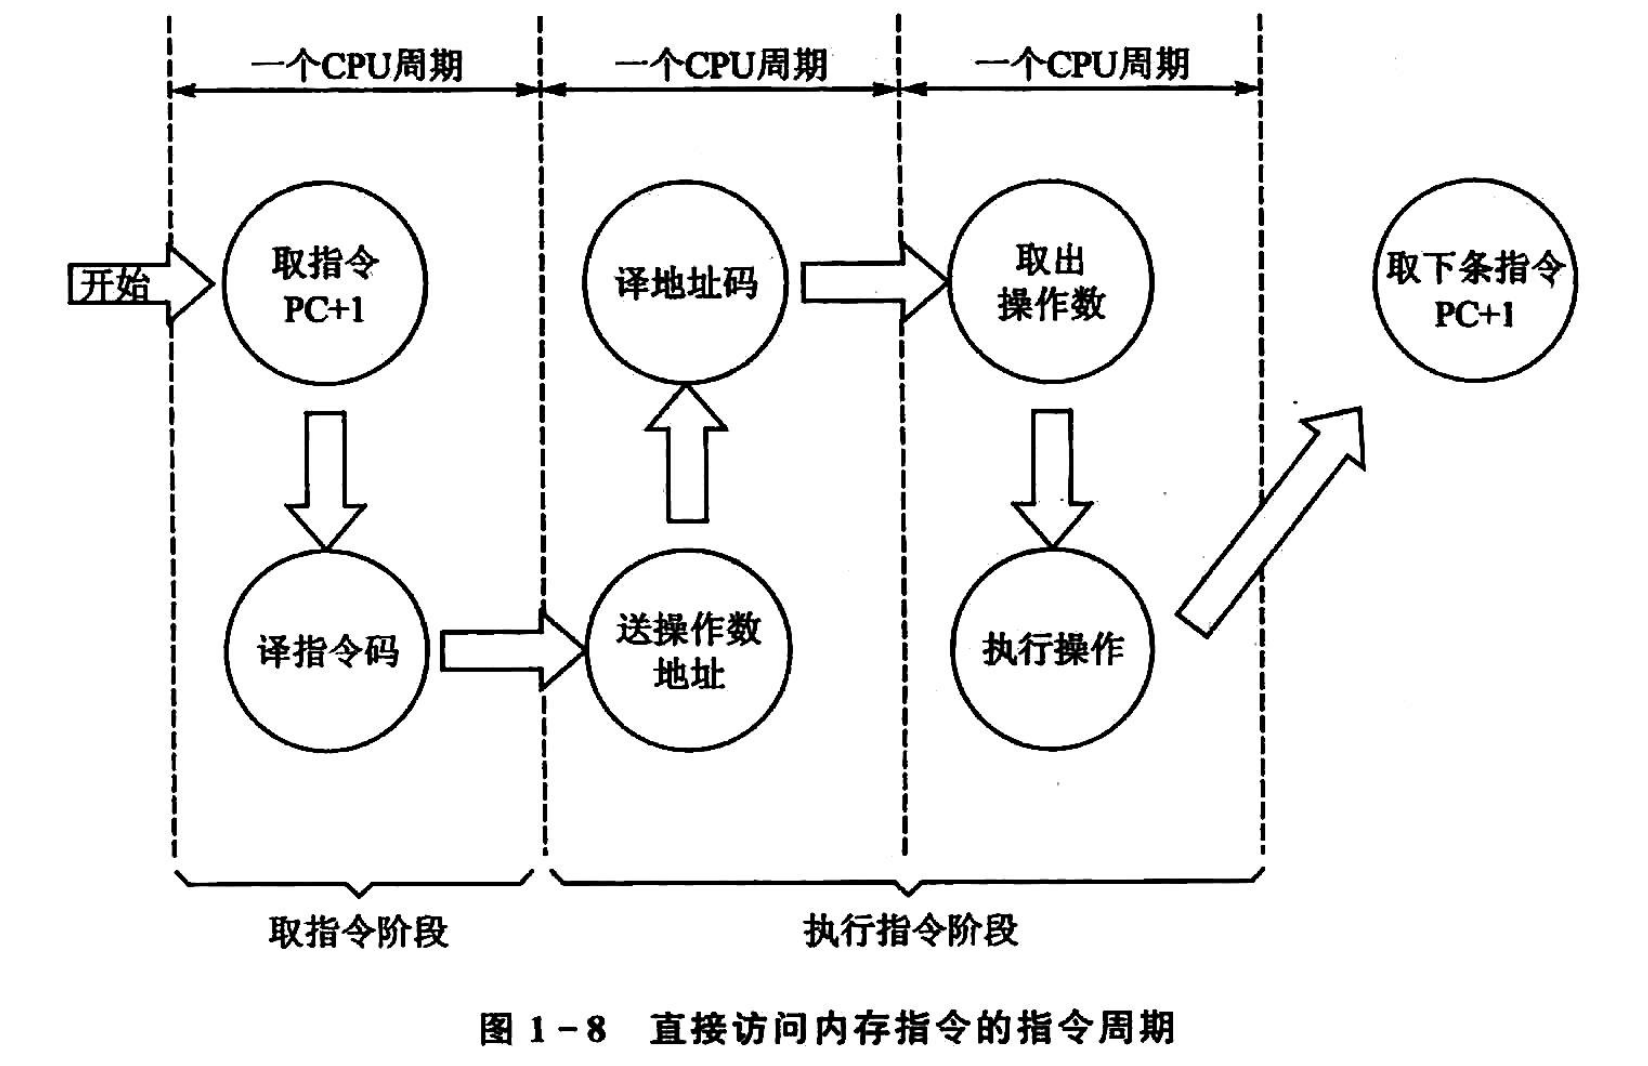 一个CPU周期
一个CPU周期
一个CPU周期
开始
取指令
PC+1
译地址码
取出
操作数
取下条指令
PC+1
译指令码
送操作数
地址
执行操作
取指令阶段
执行指令阶段
图 1-8 直接访问内存指令的指令周期